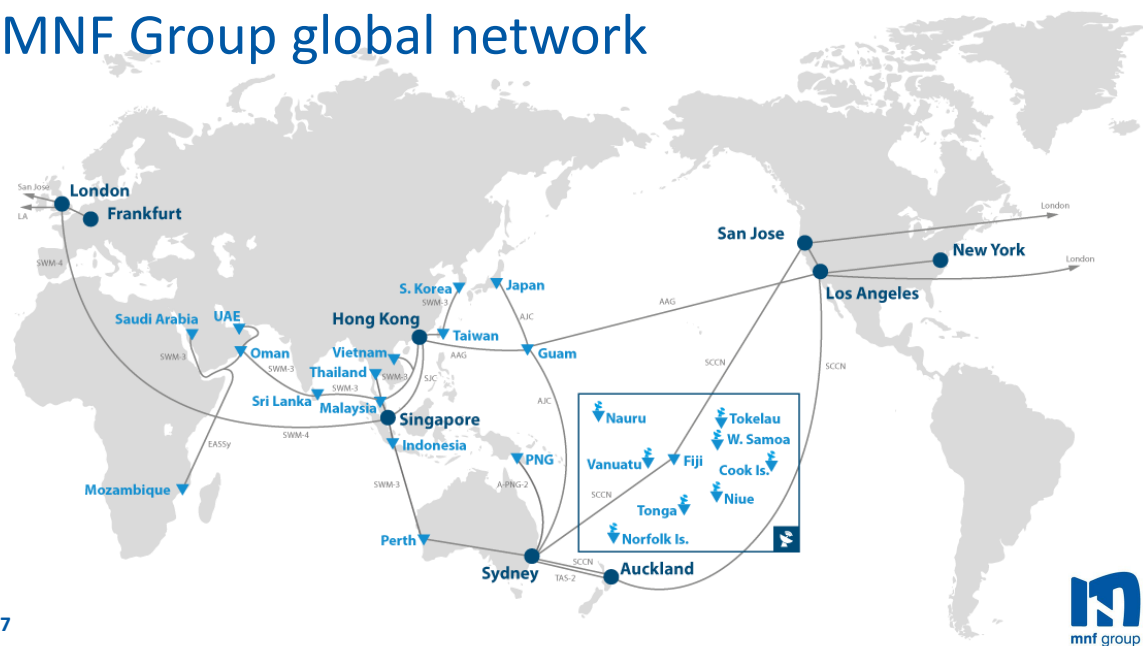 MNF Group global network
San Jose
London
LA
Frankfurt
SWM-4
London
San Jose
New York
London
Los Angeles
S. Korea
Japan
SWM-3
AAG
Saudi Arabia
UAE
Hong Kong
AJC
Taiwan
SWM-3
Oman
Vietnam
AAG
Guam
SWM-3
Thailand
SWM-3
SJC
SCCN
SCCN
SWM-3
Sri Lanka
Malaysia
AJC
Singapore
Nauru
Tokelau
SWM-4
EASSy
Indonesia
W. Samoa
PNG
Vanuatu
Fiji
Cook Is.
Mozambique
SWM-3
A-PNG-2
SCCN
Niue
Tonga
Perth
Norfolk Is.
SCCN
Sydney
TAS-2
Auckland
7
mnf group